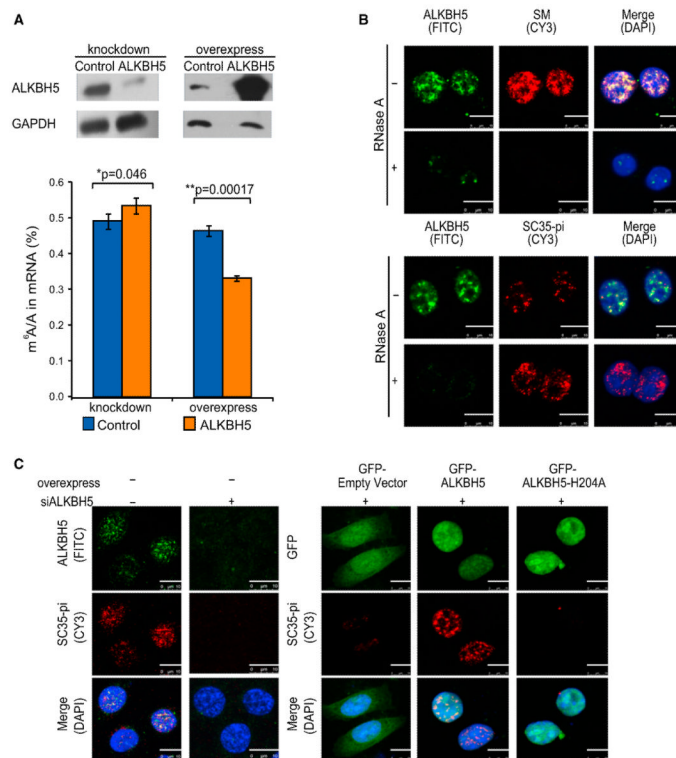 A
knockdown
overexpress
Control ALKBH5
Control ALKBH5
ALKBH5
GAPDH
*p=0.046
**p=0.00017
m⁶A/A in mRNA (%)
0.6
0.5
0.4
0.3
0.2
0.1
0.0
knockdown
overexpress
Control
ALKBH5
B
ALKBH5
(FITC)
SM
(CY3)
Merge
(DAPI)
RNase A
–
+
ALKBH5
(FITC)
SC35-pi
(CY3)
Merge
(DAPI)
RNase A
–
+
C
overexpress
–
–
siALKBH5
–
+
ALKBH5
(FITC)
SC35-pi
(CY3)
Merge
(DAPI)
GFP-
Empty Vector
GFP-
ALKBH5
GFP-
ALKBH5-H204A
+
+
+
GFP
SC35-pi
(CY3)
Merge
(DAPI)